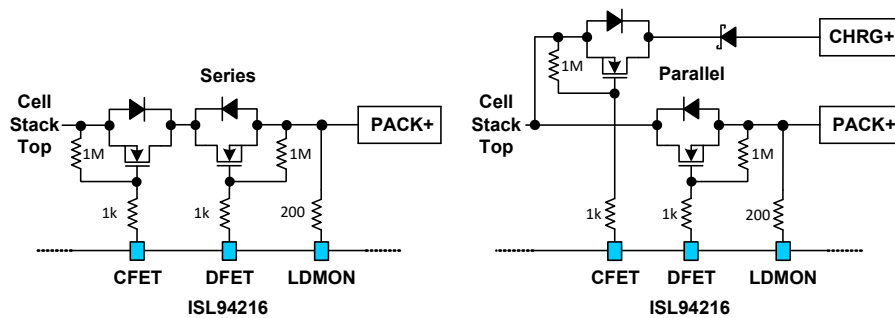 Series
Cell
Stack
Top
1M
1M
PACK+
1k
1k
200
CFET
DFET
LDMON
ISL94216
CHRG+
1M
Parallel
Cell
Stack
Top
PACK+
1M
1k
1k
200
CFET
DFET
LDMON
ISL94216